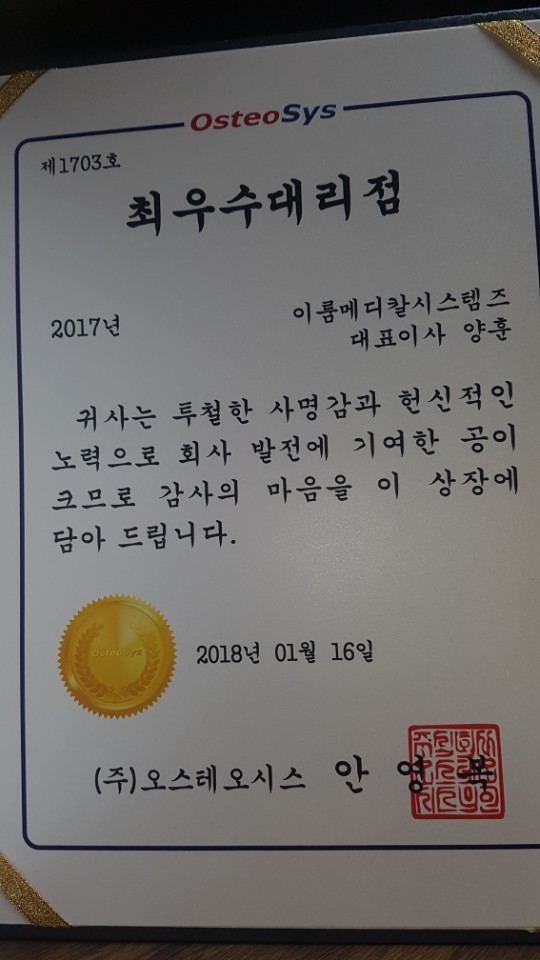 OsteoSys
제1703호
최우수대리점
2017년
이룸메디칼시스템즈
대표이사 양훈
귀사는 투철한 사명감과 헌신적인
노력으로 회사 발전에 기여한 공이
크므로 감사의 마음을 이 상장에
담아 드립니다.
OsteoSys
2018년 01월 16일
(주)오스테오시스 안영복